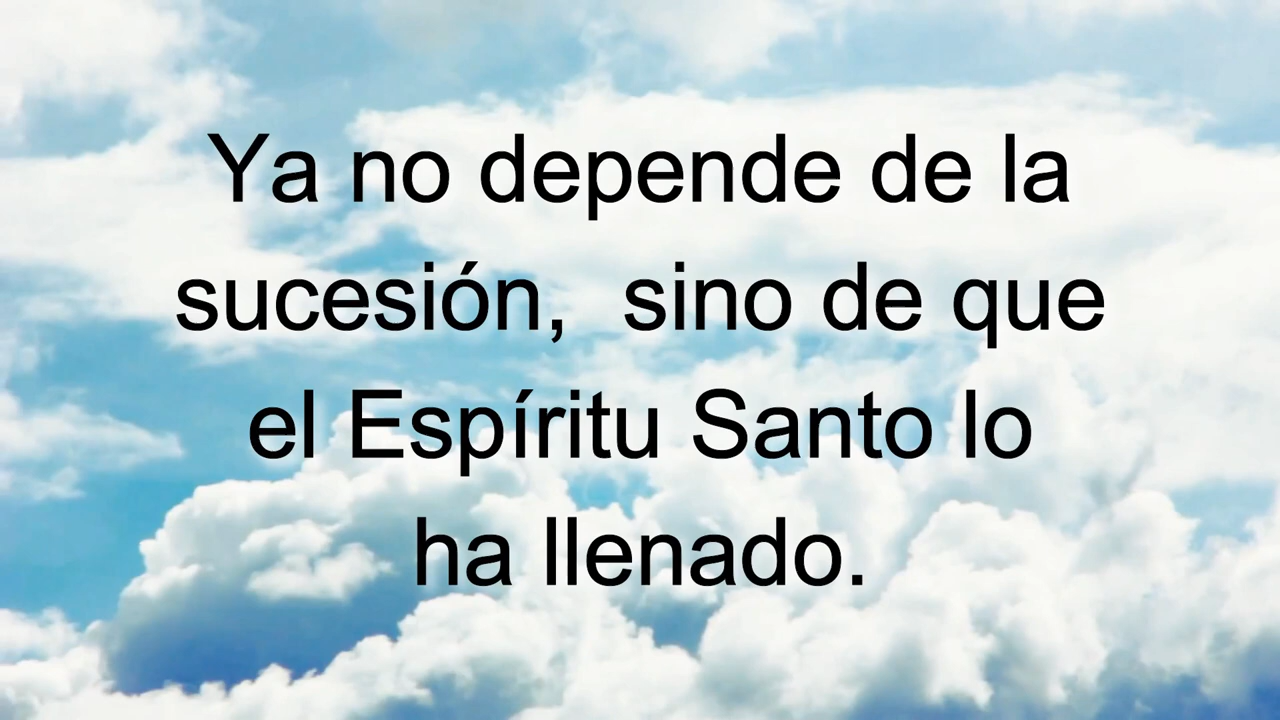 Ya no depende de la
sucesión,  sino de que
el Espíritu Santo lo
ha llenado.